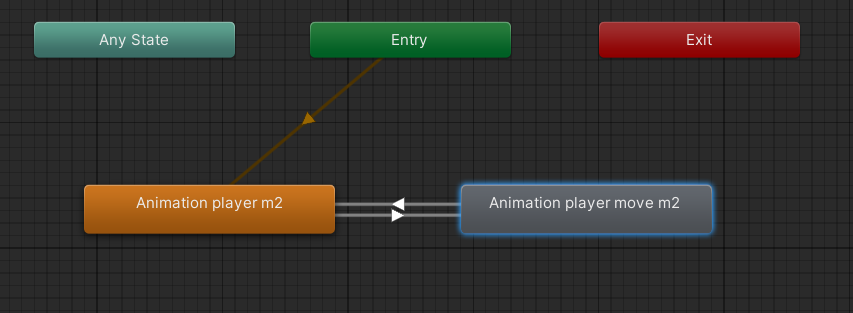 Any State
Entry
Exit
Animation player m2
Animation player move m2